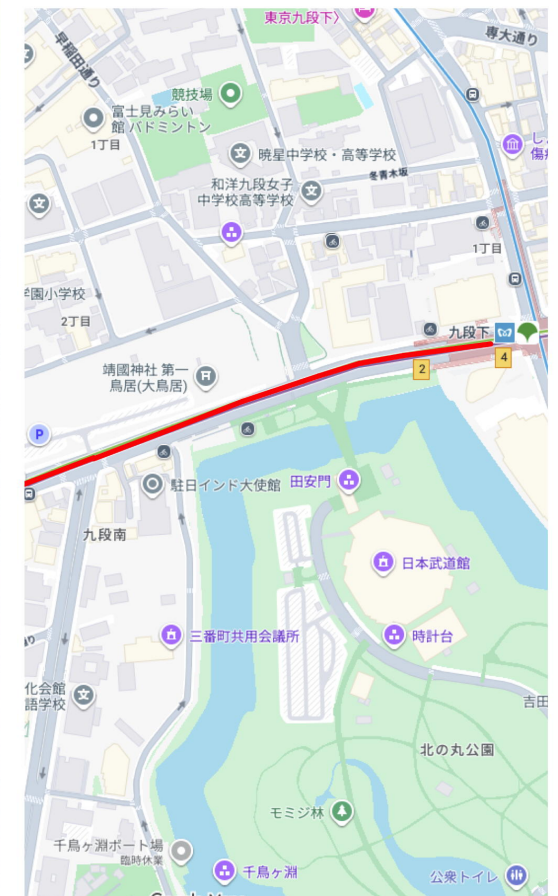 東京九段下〉
専大通り
早稲田通り
競技場
富士見みらい
館 バドミントン
1丁目
暁星中学校・高等学校
冬青木坂
和洋九段女子
中学校高等学校
1丁目
学園小学校
2丁目
九段下
4
2
靖國神社 第一
鳥居(大鳥居)
P
駐日インド大使館
田安門
九段南
日本武道館
三番町共用会議所
時計台
化会館
語学校
吉田
北の丸公園
モミジ林
千鳥ヶ淵ボート場
臨時休業
千鳥ヶ淵
公衆トイレ